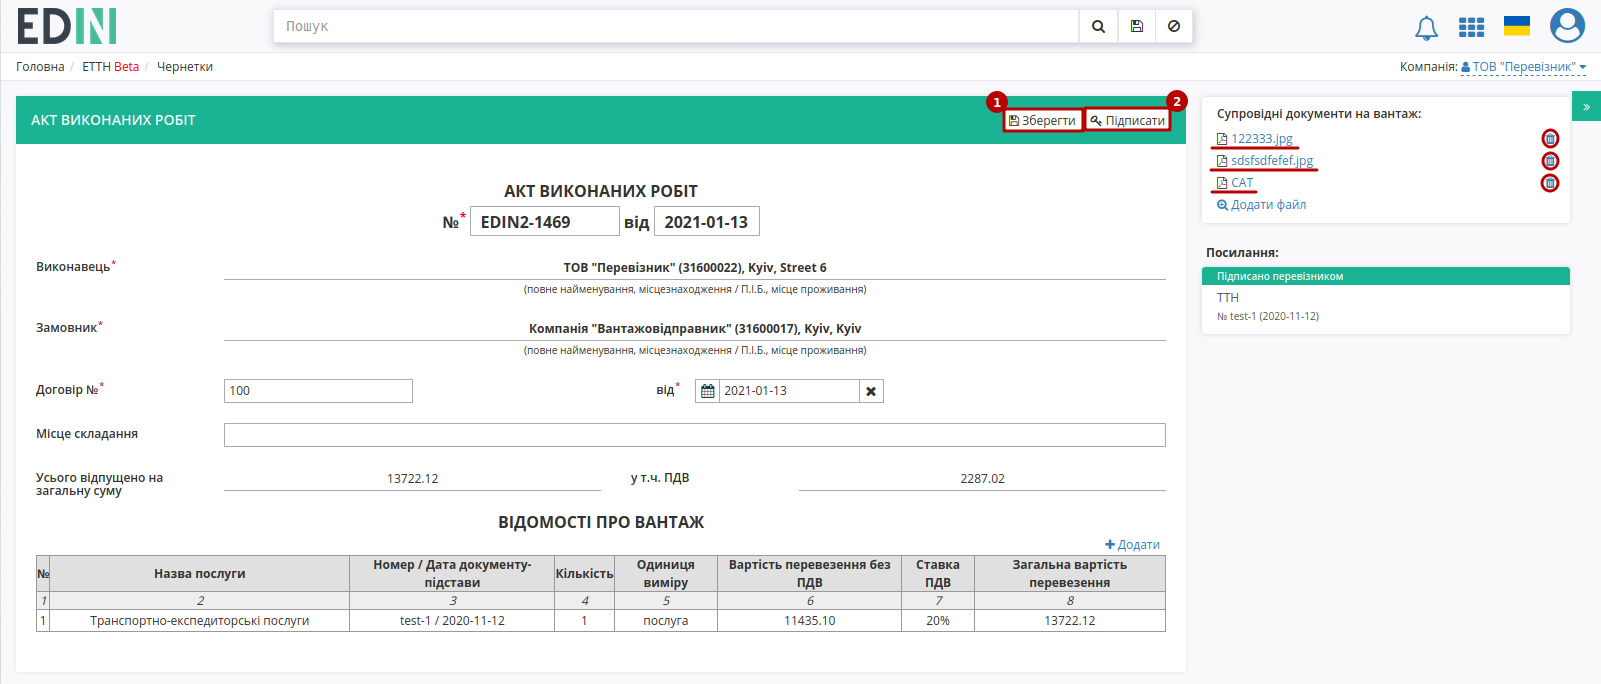 EDIN
Пошук
Головна / ЕТТН Beta / Чернетки
Компанія: ТОВ "Перевізник"
АКТ ВИКОНАНИХ РОБІТ
1
Зберегти
2
Підписати
АКТ ВИКОНАНИХ РОБІТ
№* EDIN2-1469 від 2021-01-13
Виконавець*
ТОВ "Перевізник" (31600022), Kyiv, Street 6
(повне найменування, місцезнаходження / П.І.Б., місце проживання)
Замовник*
Компанія "Вантажовідправник" (31600017), Kyiv, Kyiv
(повне найменування, місцезнаходження / П.І.Б., місце проживання)
Договір №* 100 від* 2021-01-13
Місце складання
Усього відпущено на
загальну суму
13722.12 у т.ч. ПДВ 2287.02
ВІДОМОСТІ ПРО ВАНТАЖ
Додати
№ Назва послуги Номер / Дата документу-підстави Кількість Одиниця виміру Вартість перевезення без ПДВ Ставка ПДВ Загальна вартість перевезення
1 2 3 4 5 6 7 8
1 Транспортно-експедиторські послуги test-1 / 2020-11-12 1 послуга 11435.10 20% 13722.12
»
Супровідні документи на вантаж:
122333.jpg
sdsfsdfefef.jpg
CAT
Додати файл
Посилання:
Підписано перевізником
ТТН
№ test-1 (2020-11-12)